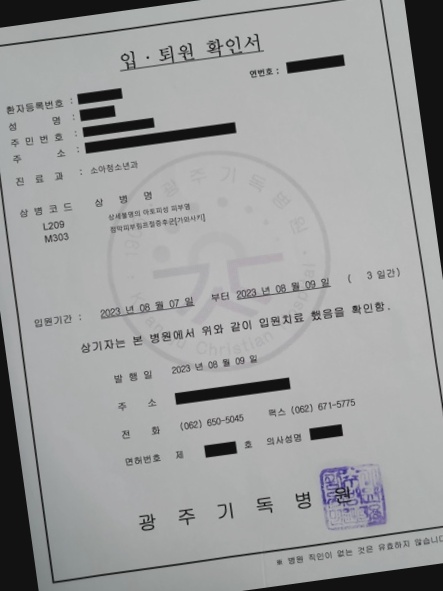 입 · 퇴원 확인서
연번호 :
환자등록번호 :
성 명 :
주 민 번 호 :
주 소 :
진 료 과 : 소아청소년과
상 병 코 드 상 병 명
L209 상세불명의 아토피성 피부염
M303 점막피부림프절증후군[가와사키]
입원기간 : 2023 년 08 월 07 일 부터 2023 년 08 월 09 일 ( 3 일간)
상기자는 본 병원에서 위와 같이 입원치료 했음을 확인함.
발 행 일 2023 년 08 월 09 일
주 소
전 화 (062) 650-5045 팩스 (062) 671-5775
면허번호 제 호 의사성명
광 주 기 독 병 원
※ 병원 직인이 없는 것은 유효하지 않습니다
광주기독병원
Christian